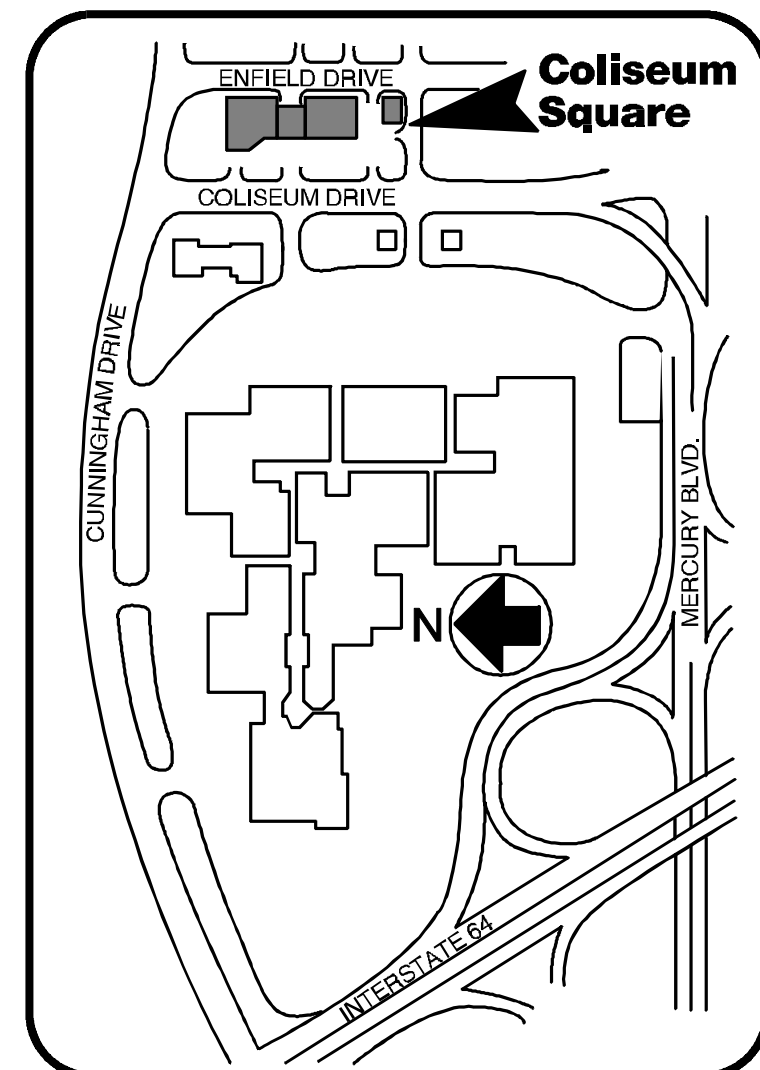 Coliseum
Square
ENFIELD DRIVE
COLISEUM DRIVE
CUNNINGHAM DRIVE
MERCURY BLVD.
N
INTERSTATE 64